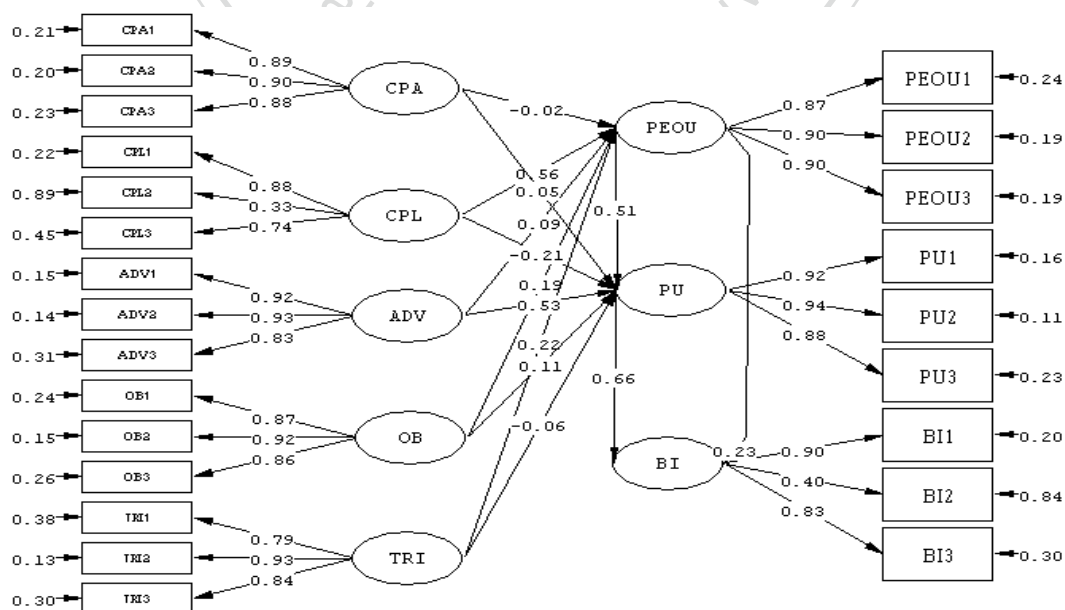 0.21 CPA1
0.20 CPA2
0.23 CPA3
0.22 CPL1
0.89 CPL2
0.45 CPL3
0.15 ADV1
0.14 ADV2
0.31 ADV3
0.24 OB1
0.15 OB2
0.26 OB3
0.38 TRI1
0.13 TRI2
0.30 TRI3
0.89
0.90
0.88
0.88
0.33
0.74
0.92
0.93
0.83
0.87
0.92
0.86
0.79
0.93
0.84
CPA
CPL
ADV
OB
TRI
-0.02
0.56
0.05
0.09
-0.21
0.19
0.53
0.22
0.11
-0.06
PEOU
0.51
PU
0.66
BI
0.23
0.87
0.90
0.90
0.92
0.94
0.88
0.90
0.40
0.83
PEOU1 0.24
PEOU2 0.19
PEOU3 0.19
PU1 0.16
PU2 0.11
PU3 0.23
BI1 0.20
BI2 0.84
BI3 0.30